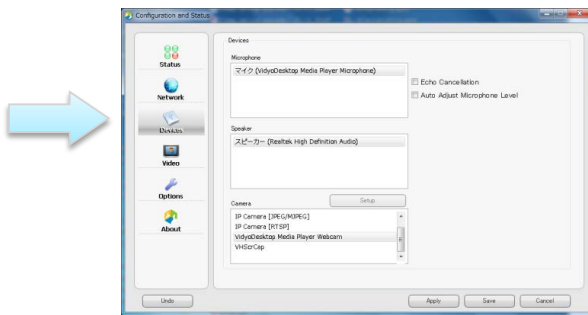 Configuration and Status
Status
Network
Devices
Video
Options
About
Devices
Microphone
マイク (VidyoDesktop Media Player Microphone)
Echo Cancellation
Auto Adjust Microphone Level
Speaker
スピーカー (Realtek High Definition Audio)
Camera
Setup
IP Camera [JPEG/MJPEG]
IP Camera [RTSP]
VidyoDesktop Media Player Webcam
VHScrCap
Undo
Apply
Save
Cancel